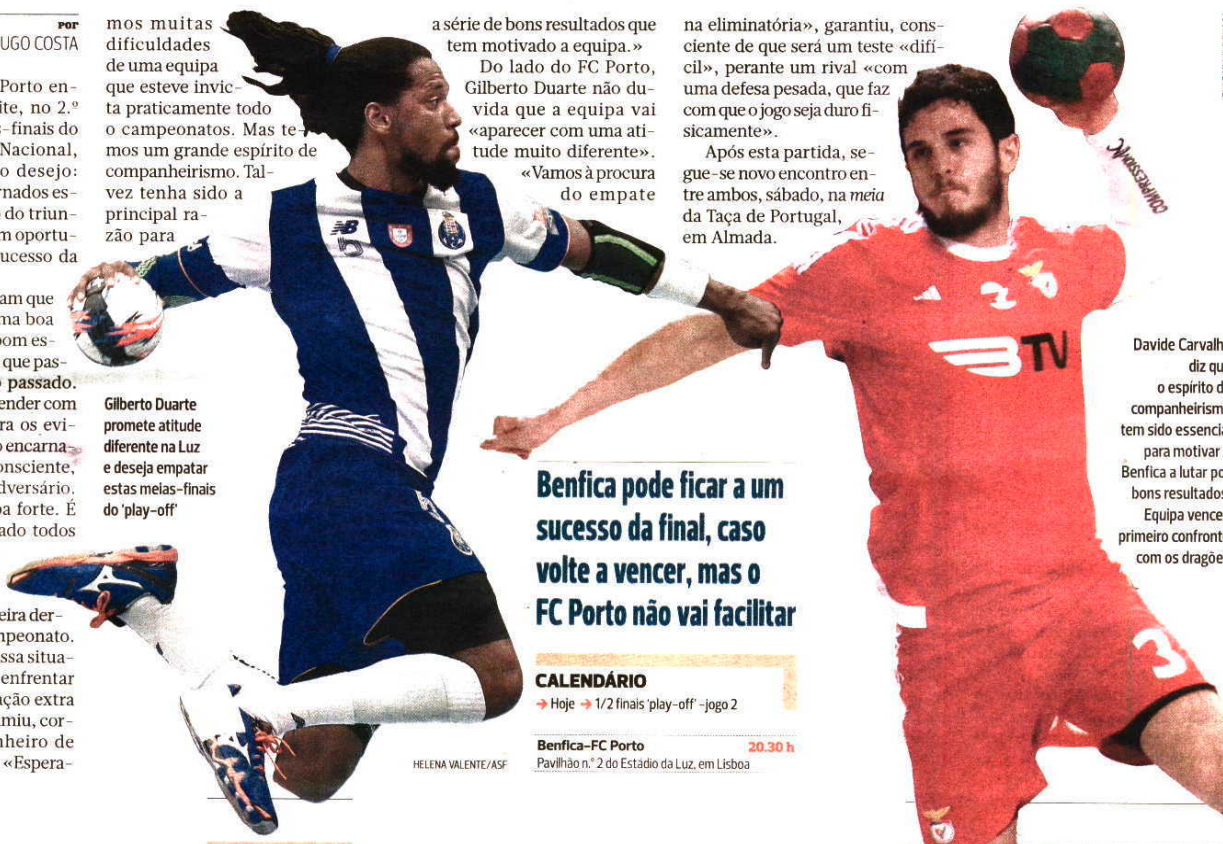 POR
UGO COSTA
Porto en-
ite, no 2.º
s-finais do
Nacional,
o desejo:
rnados es-
do triun-
m oportu-
ucesso da
am que
ma boa
bom es-
que pas-
passado.
ender com
ra os evi-
o encarna-
onsciente,
dversário.
pa forte. É
ado todos
eira der-
mpeonato.
ssa situa-
enfrentar
ação extra
umiu, cor-
nheiro de
«Espera-
mos muitas
dificuldades
de uma equipa
que esteve invic-
ta praticamente todo
o campeonatos. Mas te-
mos um grande espírito de
companheirismo. Tal-
vez tenha sido a
principal ra-
zão para
a série de bons resultados que
tem motivado a equipa.»
Do lado do FC Porto,
Gilberto Duarte não du-
vida que a equipa vai
«aparecer com uma ati-
tude muito diferente».
«Vamos à procura
do empate
na eliminatória», garantiu, cons-
ciente de que será um teste «difí-
cil», perante um rival «com
uma defesa pesada, que faz
com que o jogo seja duro fi-
sicamente».
Após esta partida, se-
gue-se novo encontro en-
tre ambos, sábado, na meia
da Taça de Portugal,
em Almada.
COMPRESSION
NB
5
2
BTV
3
Gilberto Duarte
promete atitude
diferente na Luz
e deseja empatar
estas meias-finais
do 'play-off'
Davide Carvalh
diz qu
o espírito d
companheirism
tem sido essencia
para motivar
Benfica a lutar po
bons resultados
Equipa vence
primeiro confront
com os dragõe
Benfica pode ficar a um
sucesso da final, caso
volte a vencer, mas o
FC Porto não vai facilitar
CALENDÁRIO
→ Hoje → 1/2 finais 'play-off' -jogo 2
Benfica-FC Porto 20.30 h
Pavilhão n.º 2 do Estádio da Luz, em Lisboa
HELENA VALENTE/ASF